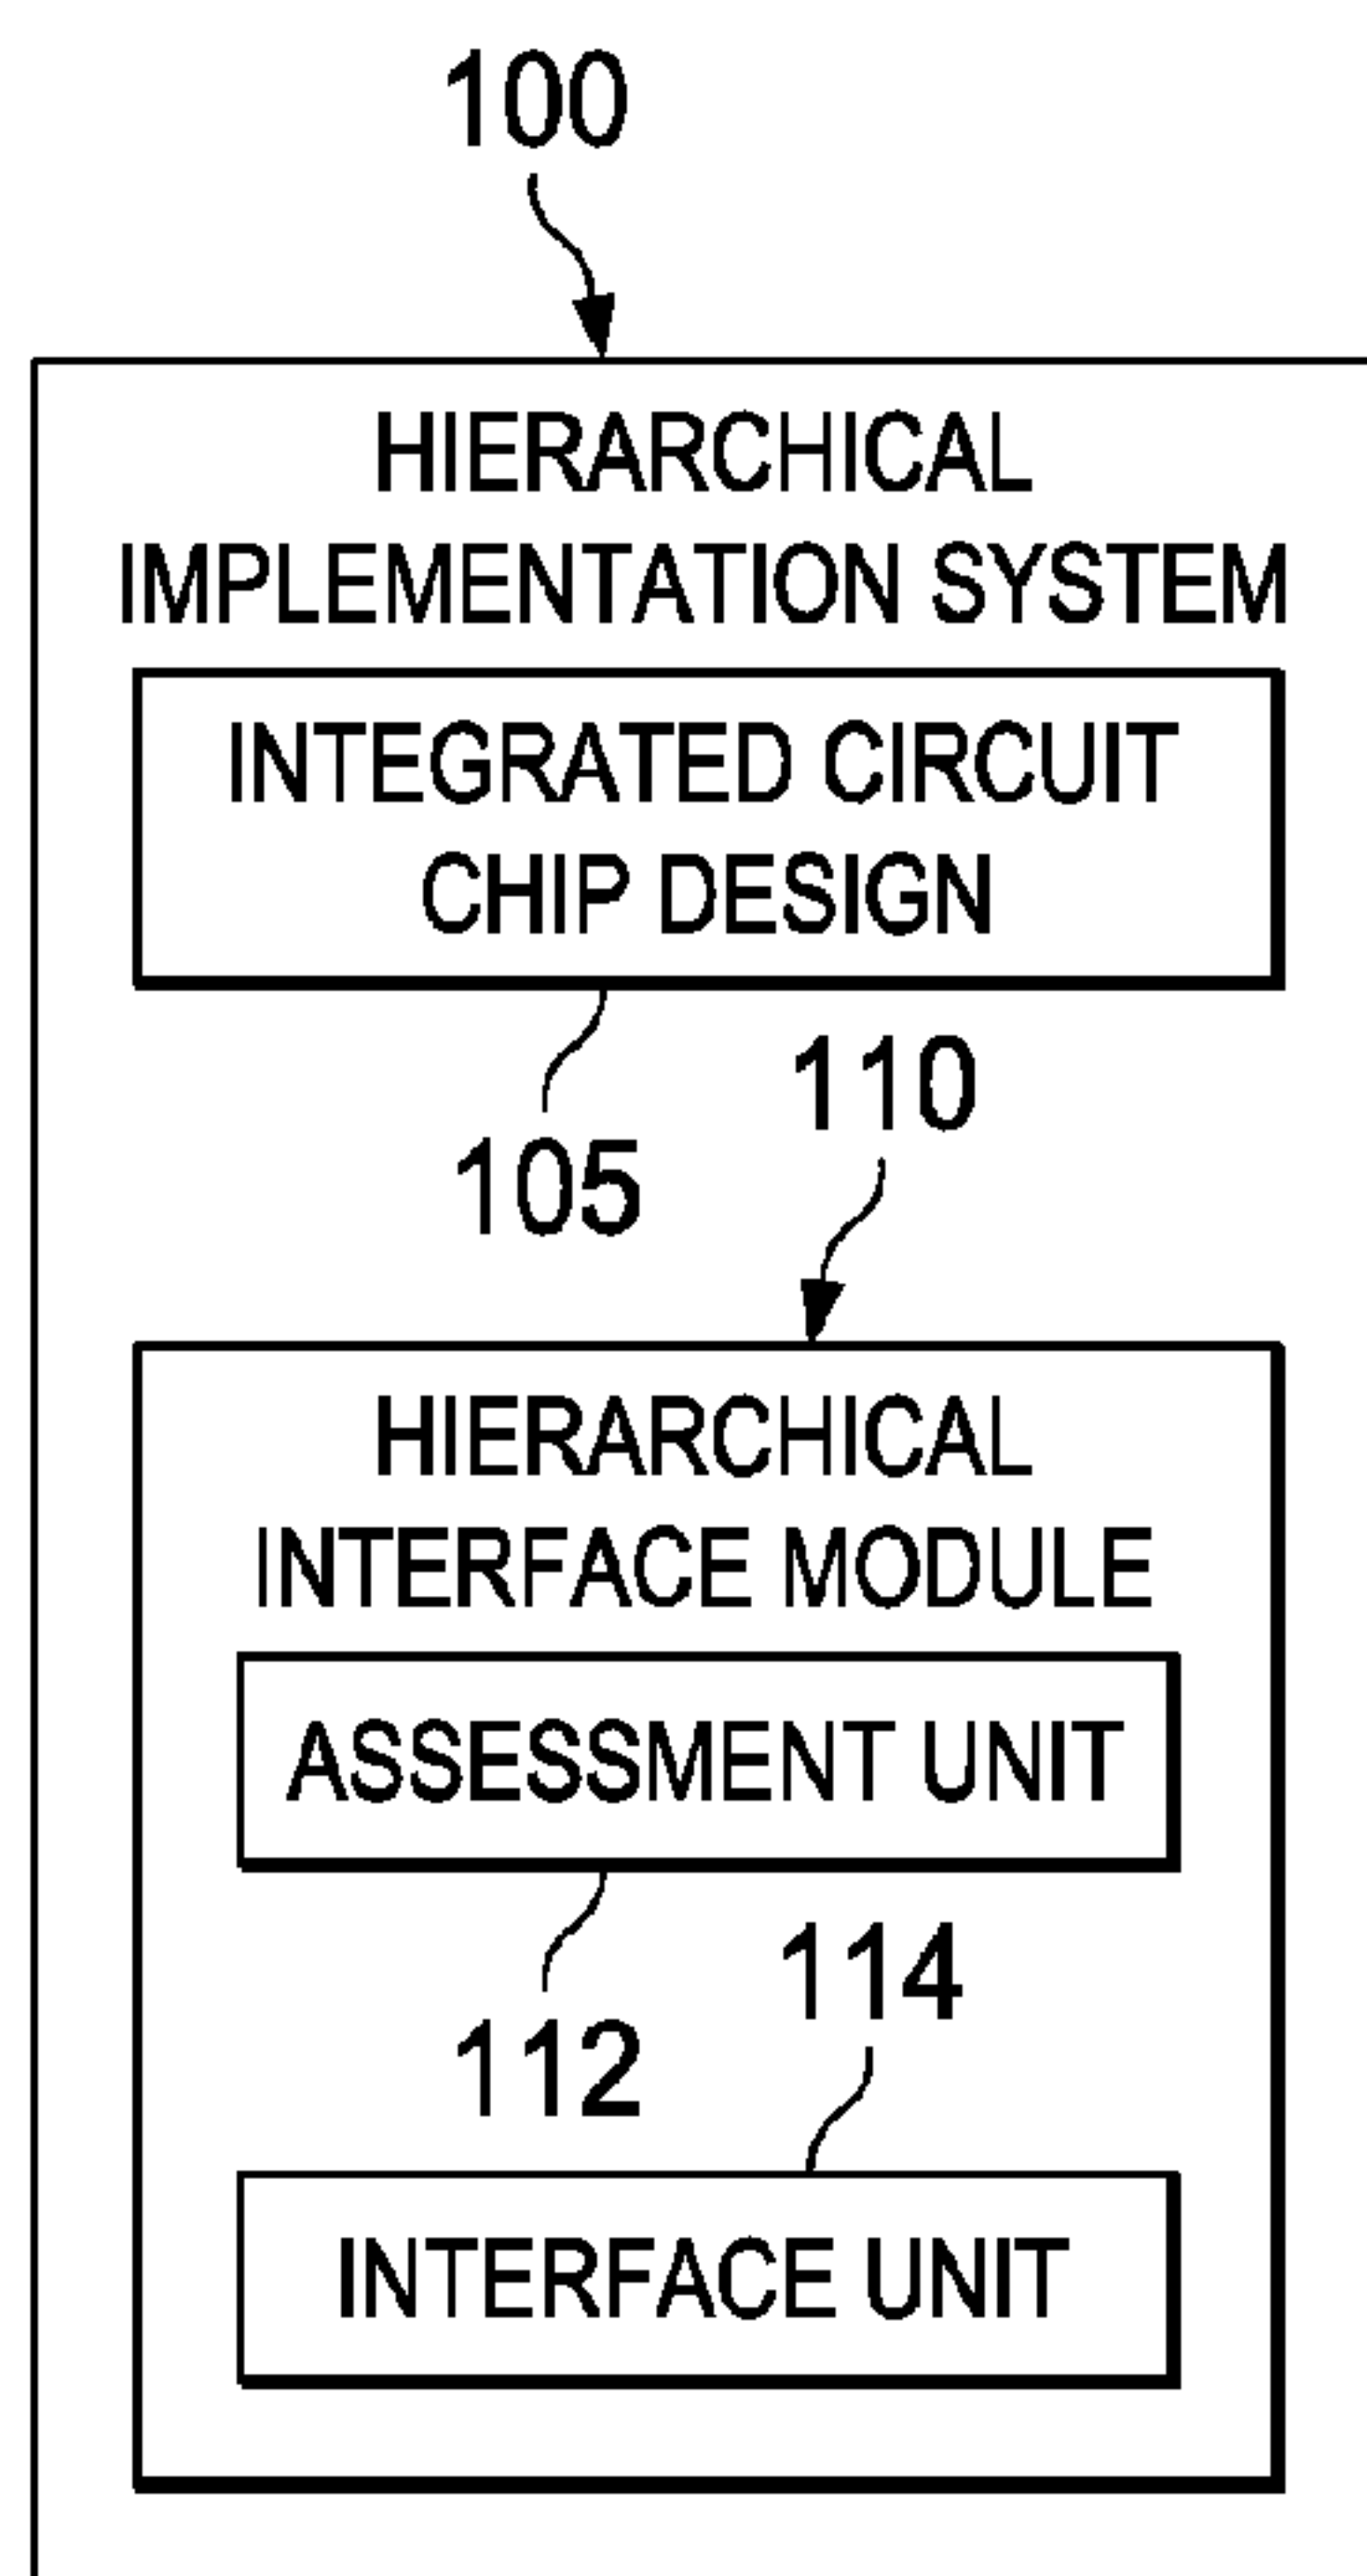 100
HIERARCHICAL
IMPLEMENTATION SYSTEM
INTEGRATED CIRCUIT
CHIP DESIGN
110
105
HIERARCHICAL
INTERFACE MODULE
ASSESSMENT UNIT
114
112
INTERFACE UNIT